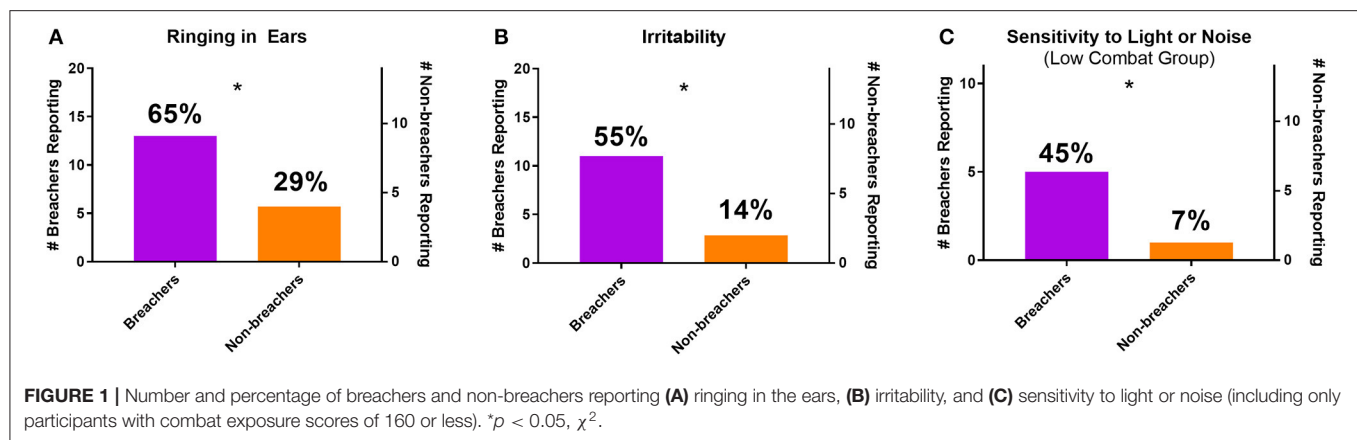 A
Ringing in Ears
# Breachers Reporting
20
15
10
5
0
65%
*
29%
10
5
0
# Non-breachers Reporting
Breachers
Non-breachers
B
Irritability
# Breachers Reporting
20
15
10
5
0
55%
*
14%
10
5
0
# Non-breachers Reporting
Breachers
Non-breachers
C
Sensitivity to Light or Noise
(Low Combat Group)
# Breachers Reporting
10
5
0
45%
*
7%
10
5
0
# Non-breachers Reporting
Breachers
Non-breachers
FIGURE 1 | Number and percentage of breachers and non-breachers reporting (A) ringing in the ears, (B) irritability, and (C) sensitivity to light or noise (including only
participants with combat exposure scores of 160 or less). *p < 0.05, χ².